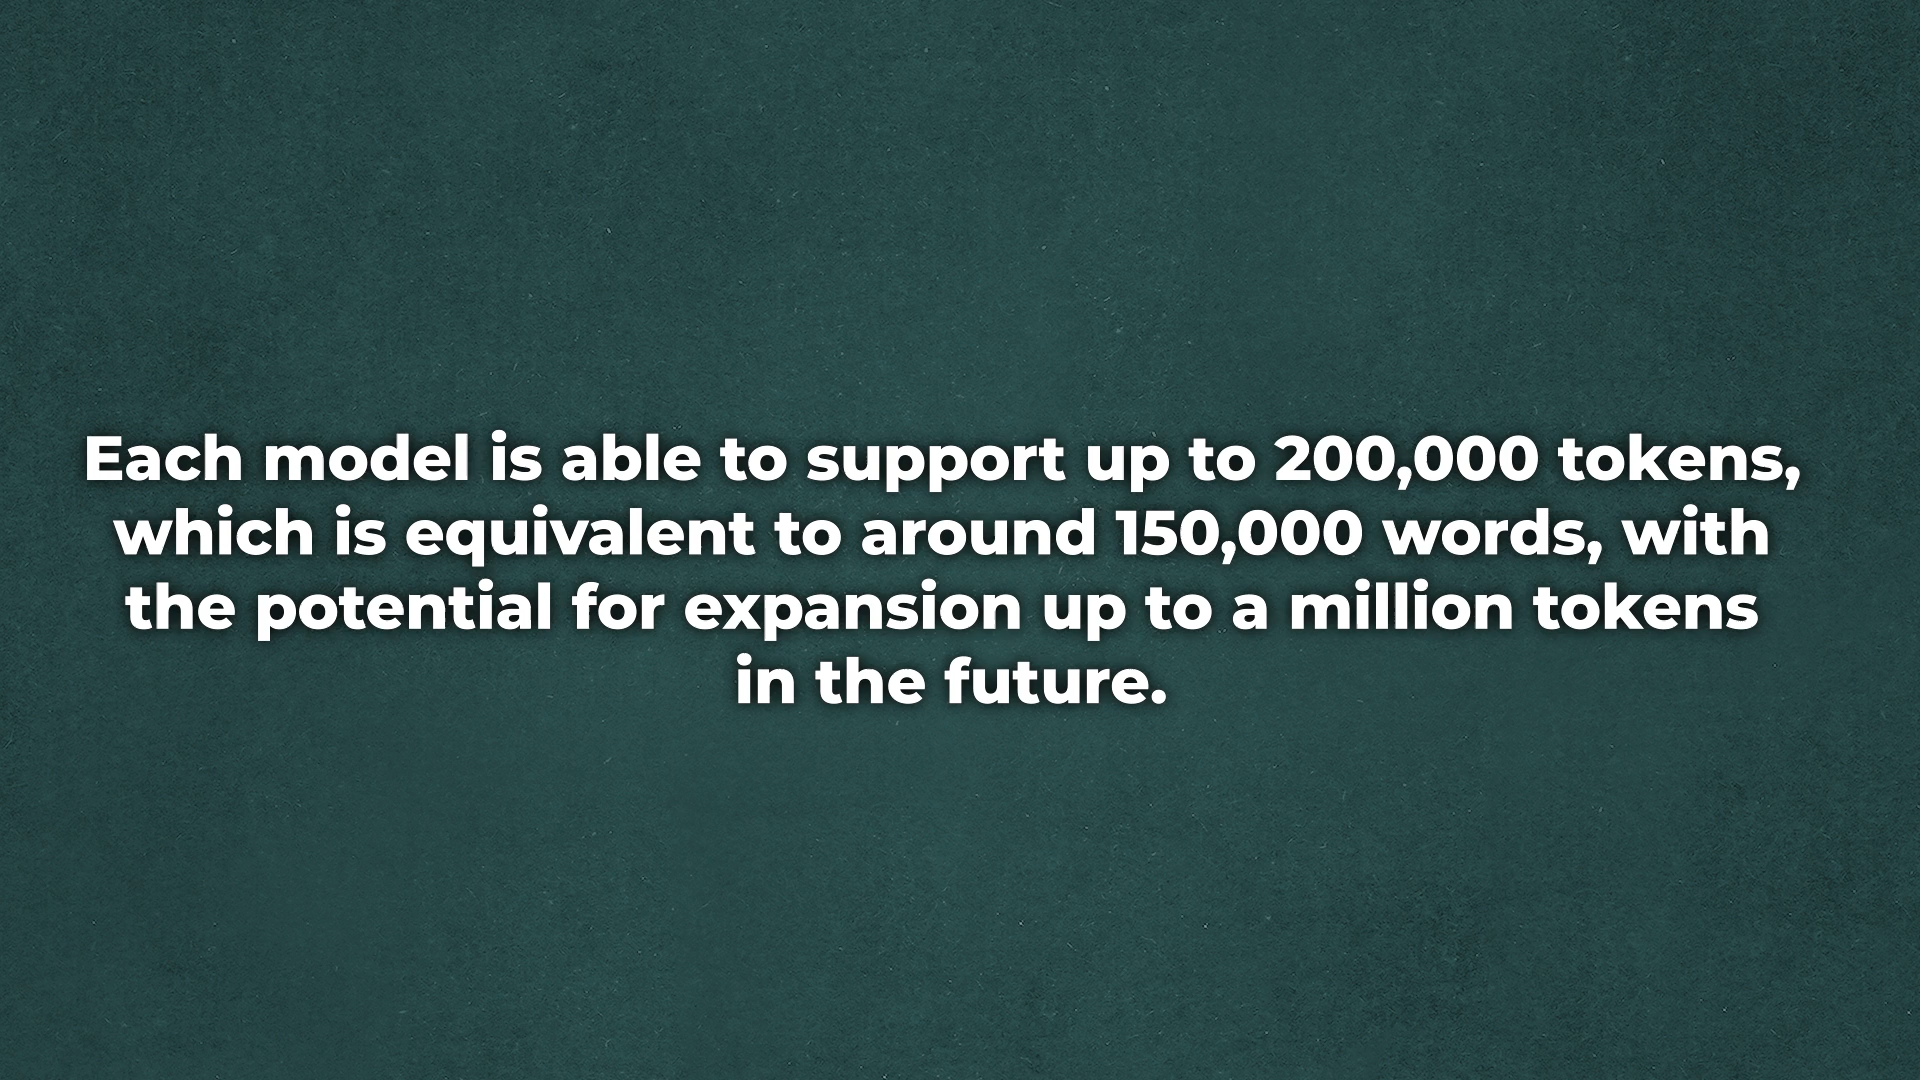 Each model is able to support up to 200,000 tokens,
which is equivalent to around 150,000 words, with
the potential for expansion up to a million tokens
in the future.